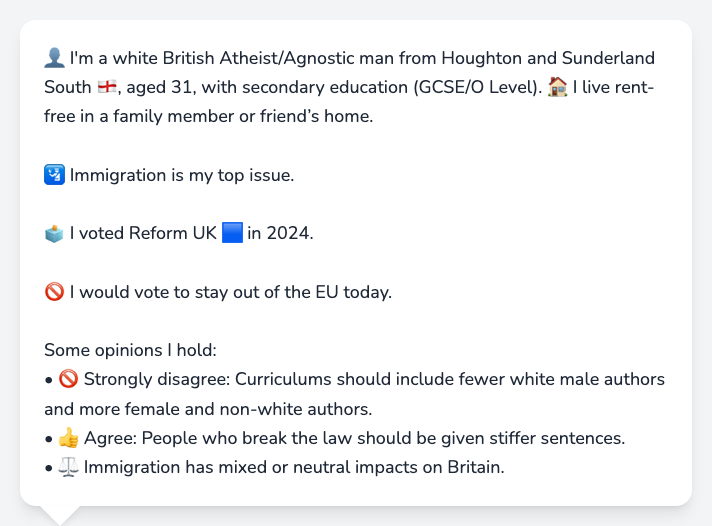 👤 I'm a white British Atheist/Agnostic man from Houghton and Sunderland
South 🏴󠁧󠁢󠁥󠁮󠁧󠁿, aged 31, with secondary education (GCSE/O Level). 🏠 I live rent-
free in a family member or friend’s home.
🛂 Immigration is my top issue.
🗳️ I voted Reform UK 🟦 in 2024.
🚫 I would vote to stay out of the EU today.
Some opinions I hold:
• 🚫 Strongly disagree: Curriculums should include fewer white male authors
and more female and non-white authors.
• 👍 Agree: People who break the law should be given stiffer sentences.
• ⚖️ Immigration has mixed or neutral impacts on Britain.